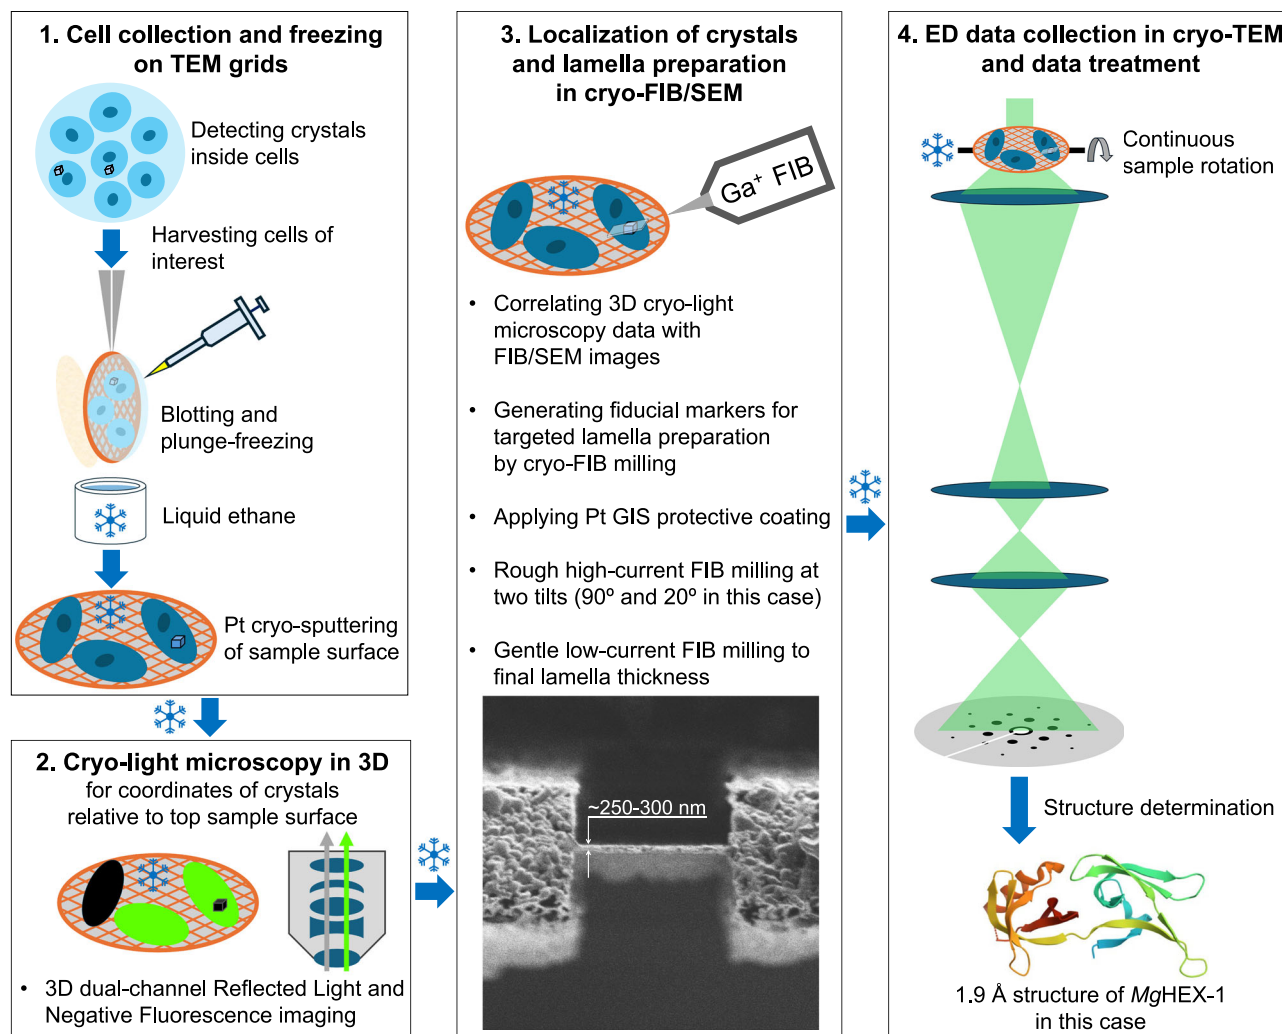 1. Cell collection and freezing
on TEM grids
Detecting crystals
inside cells
Harvesting cells of
interest
Blotting and
plunge-freezing
Liquid ethane
Pt cryo-sputtering
of sample surface
2. Cryo-light microscopy in 3D
for coordinates of crystals
relative to top sample surface
• 3D dual-channel Reflected Light and
Negative Fluorescence imaging
3. Localization of crystals
and lamella preparation
in cryo-FIB/SEM
Ga⁺ FIB
• Correlating 3D cryo-light
microscopy data with
FIB/SEM images
• Generating fiducial markers for
targeted lamella preparation
by cryo-FIB milling
• Applying Pt GIS protective coating
• Rough high-current FIB milling at
two tilts (90º and 20º in this case)
• Gentle low-current FIB milling to
final lamella thickness
~250-300 nm
4. ED data collection in cryo-TEM
and data treatment
Continuous
sample rotation
Structure determination
1.9 Å structure of MgHEX-1
in this case